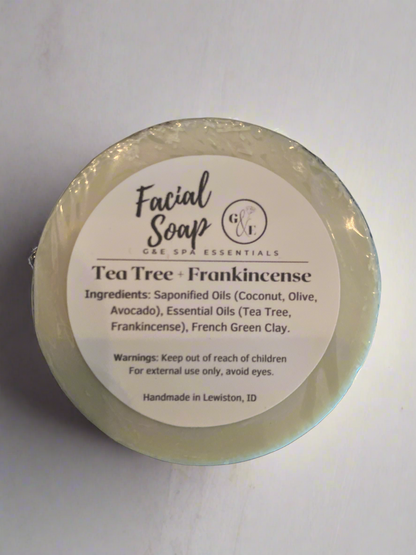 Facial
Soap
G&E
G&E SPA ESSENTIALS
Tea Tree + Frankincense
Ingredients: Saponified Oils (Coconut, Olive,
Avocado), Essential Oils (Tea Tree,
Frankincense), French Green Clay.
Warnings: Keep out of reach of children
For external use only, avoid eyes.
Handmade in Lewiston, ID